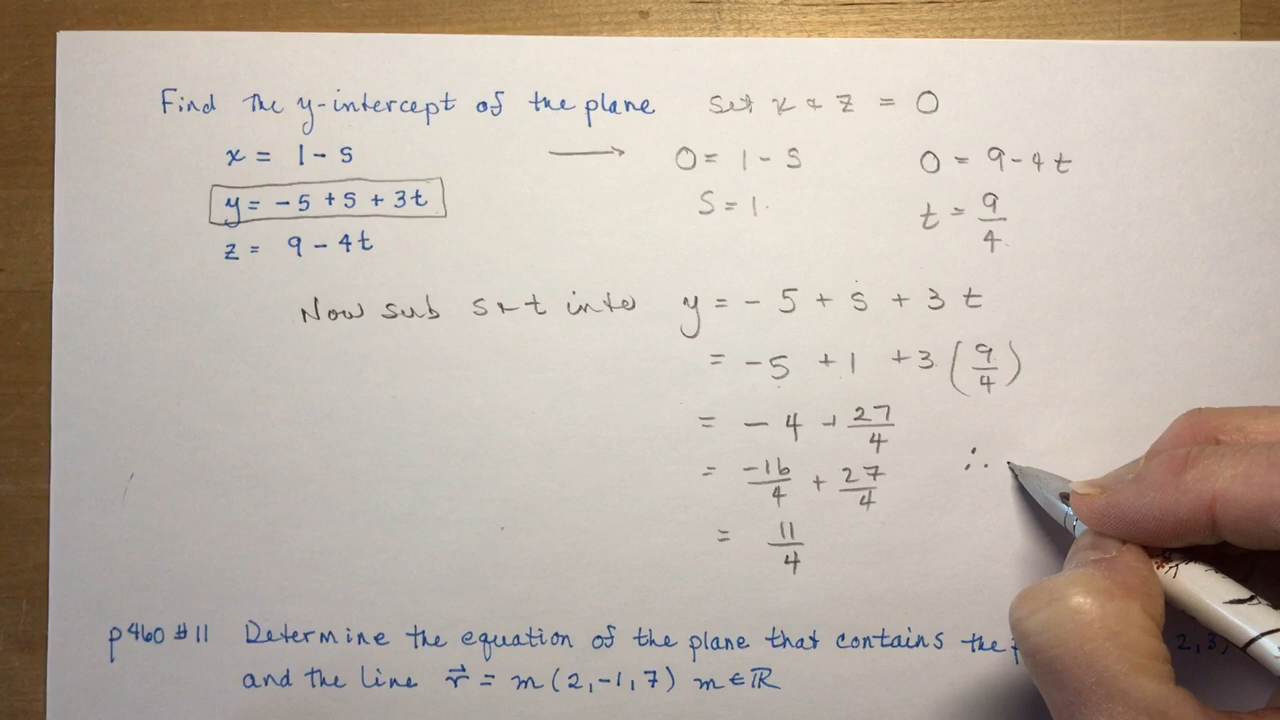 Find the y-intercept of the plane set x & z = 0
x = 1 - s ⟶ 0 = 1 - s 0 = 9 - 4t
y = -5 + s + 3t s = 1. t = 9/4
z = 9 - 4t
Now sub s & t into y = -5 + s + 3t
= -5 + 1 + 3(9/4)
= -4 + 27/4
= -16/4 + 27/4 ∴
= 11/4
p460 #11 Determine the equation of the plane that contains the 2, 3,
and the line r⃗ = m(2, -1, 7) m ∈ ℝ